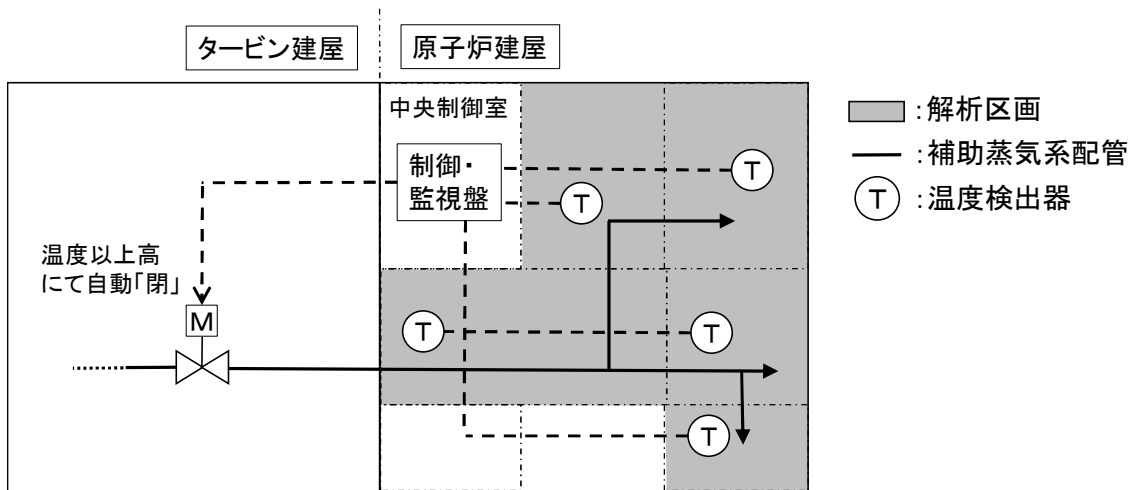 タービン建屋
原子炉建屋
中央制御室
制御・
監視盤
T
T
温度以上高
にて自動「閉」
M
T
T
T
:解析区画
:補助蒸気系配管
T :温度検出器